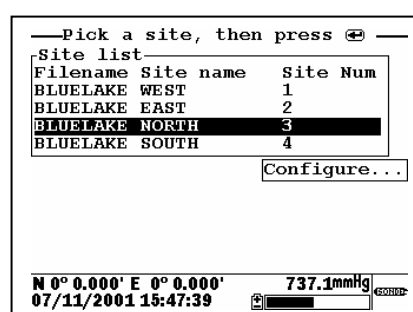 Pick a site, then press
Site list
Filename Site name Site Num
BLUELAKE WEST 1
BLUELAKE EAST 2
BLUELAKE NORTH 3
BLUELAKE SOUTH 4
Configure...
N 0° 0.000' E 0° 0.000' 737.1mmHg
07/11/2001 15:47:39